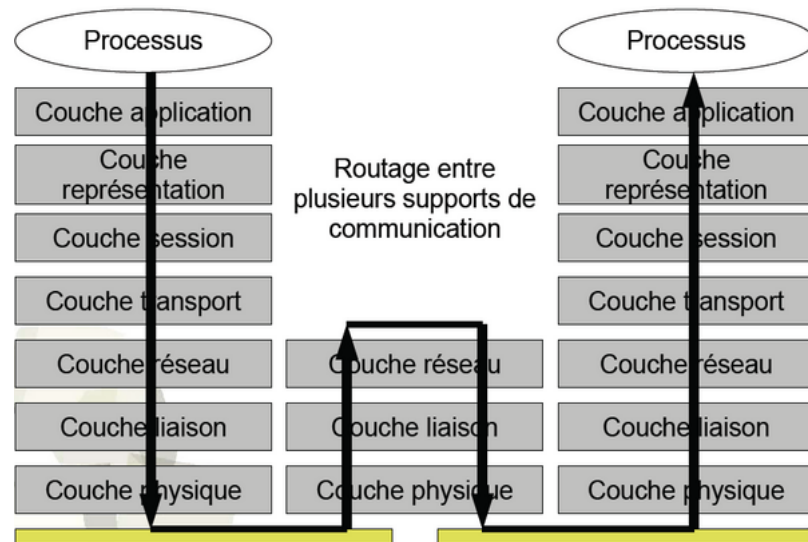 Processus
Couche application
Couche
représentation
Couche session
Couche transport
Couche réseau
Couche liaison
Couche physique
Routage entre
plusieurs supports de
communication
Couche réseau
Couche liaison
Couche physique
Processus
Couche application
Couche
représentation
Couche session
Couche transport
Couche réseau
Couche liaison
Couche physique